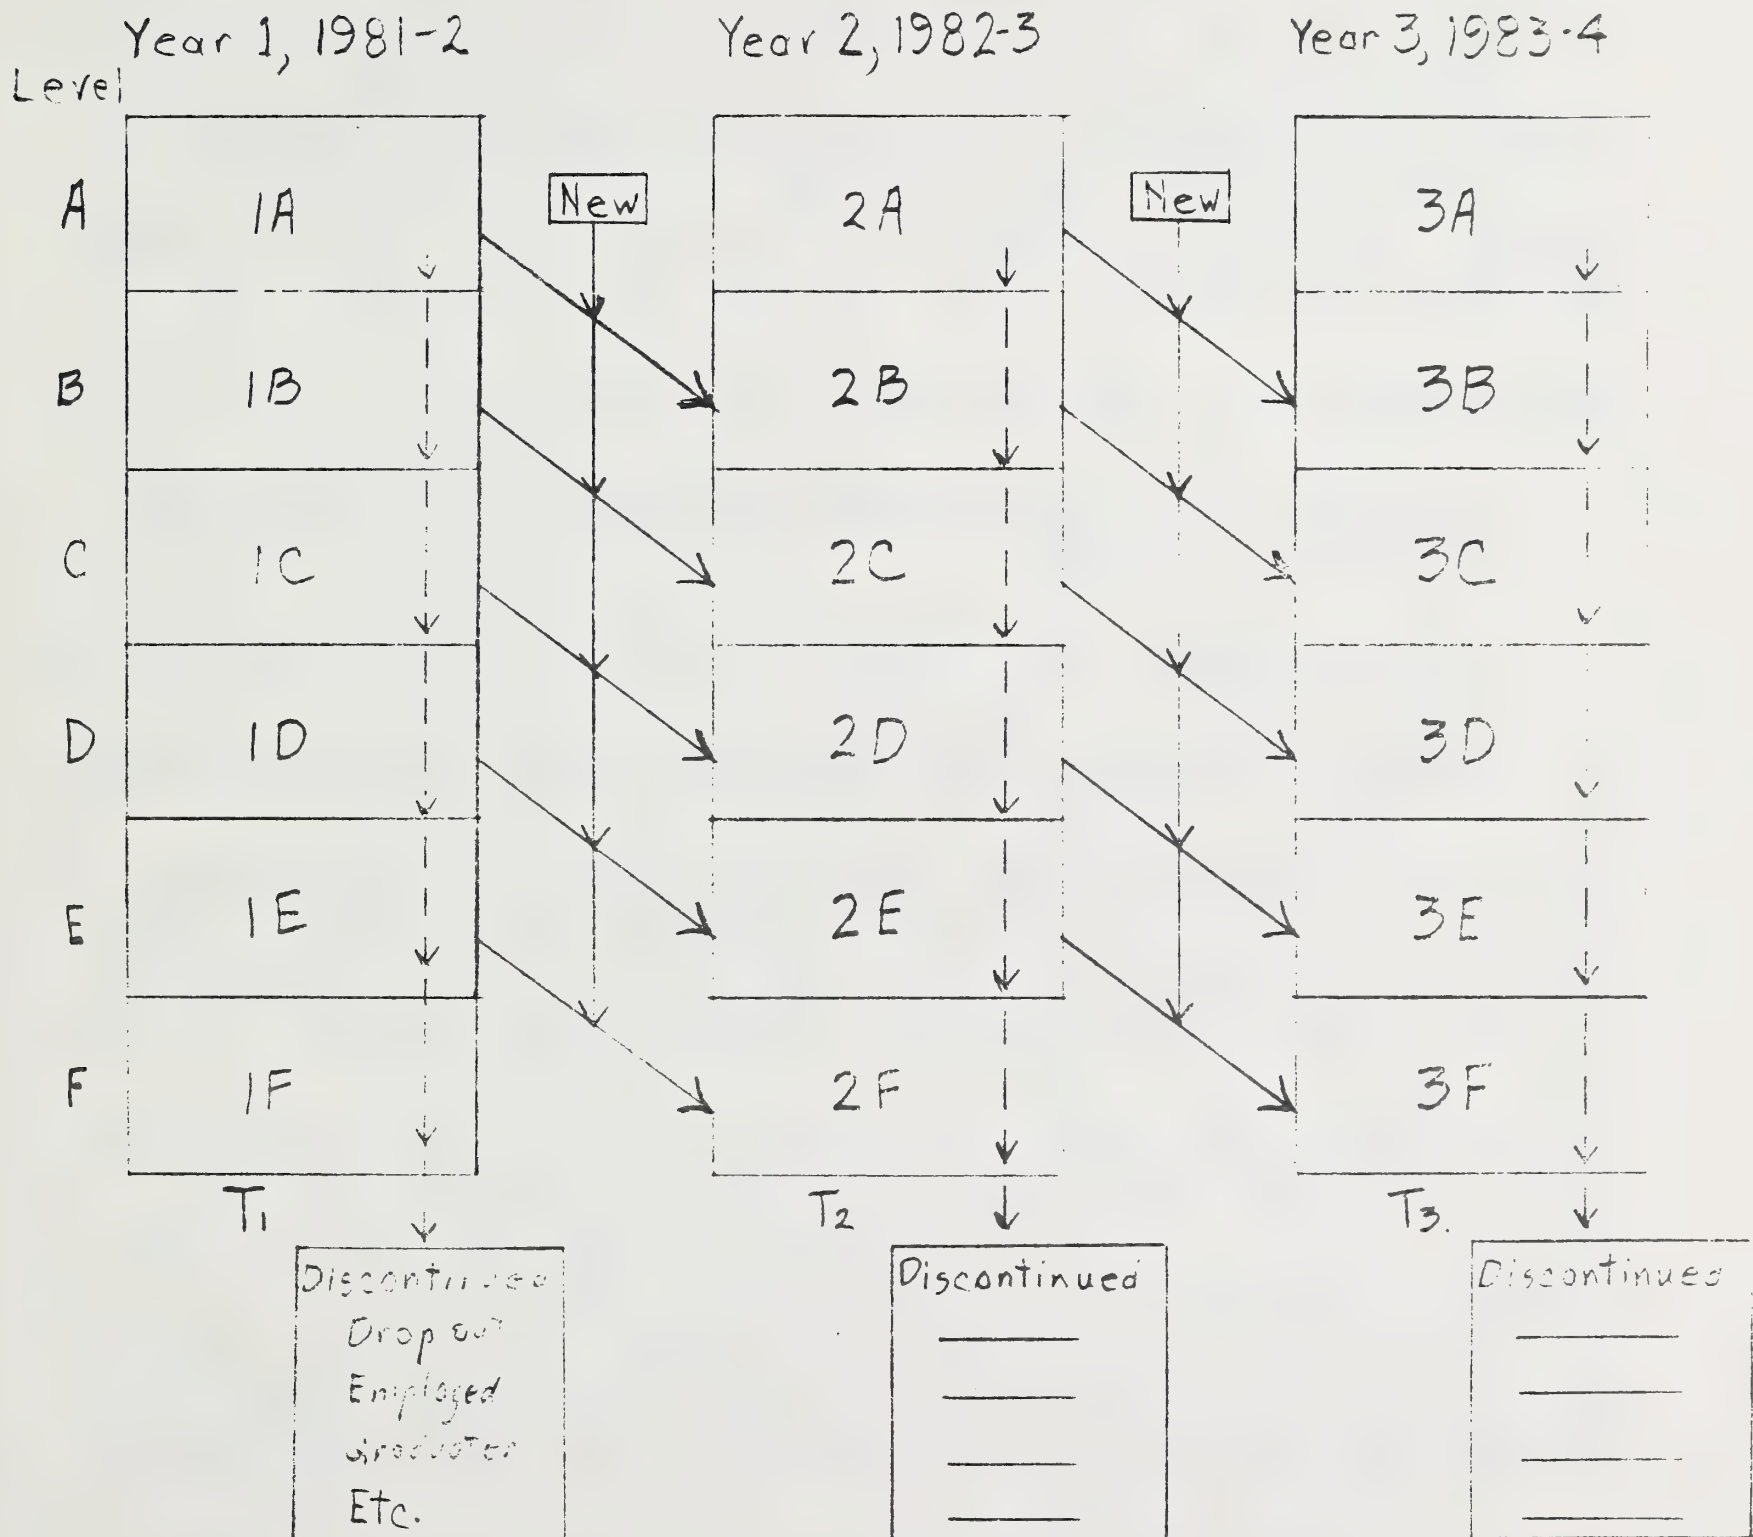 Year 1, 1981-2 Year 2, 1982-3 Year 3, 1983-4
Level
A 1A New 2A New 3A
B 1B 2B 3B
C 1C 2C 3C
D 1D 2D 3D
E 1E 2E 3E
F 1F 2F 3F
T1 T2 T3.
Discontinued Discontinued Discontinued
Drop out
Employed
Graduated
Etc.